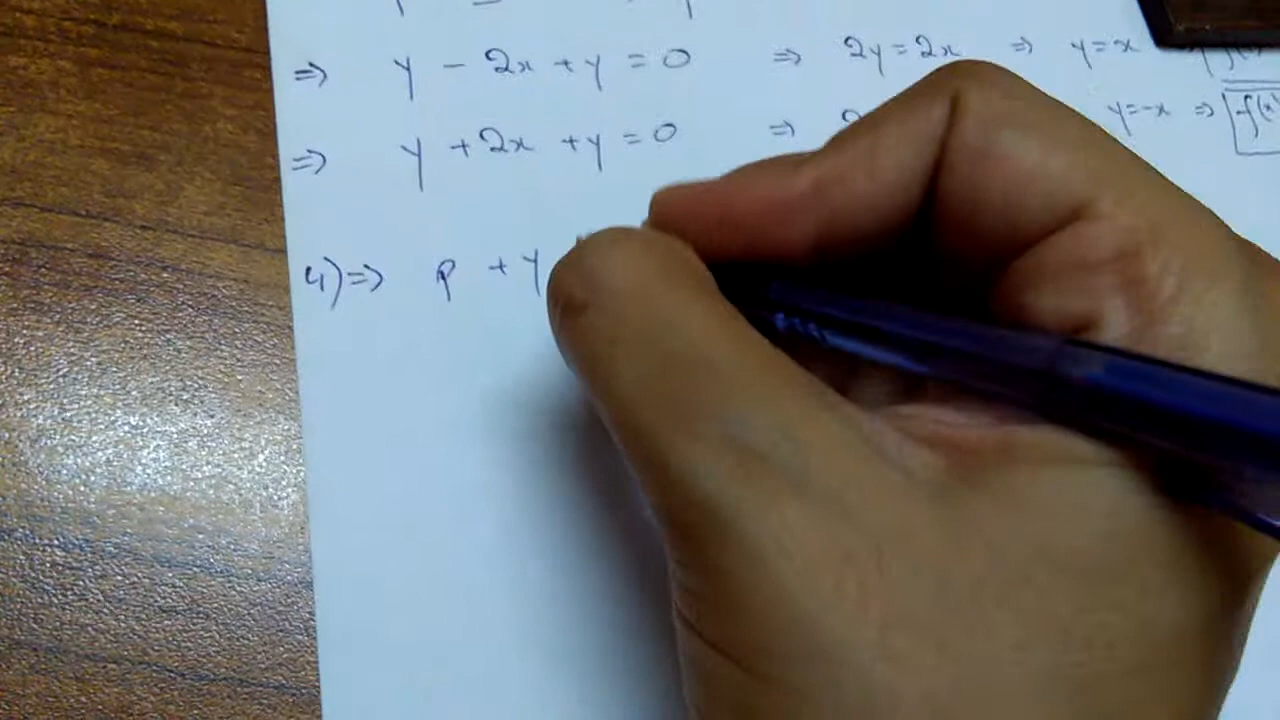 ⇒ y - 2x + y = 0 ⇒ 2y = 2x ⇒ y = x
⇒ y + 2x + y = 0 ⇒ y = -x ⇒ f(x)
4) ⇒ p + y